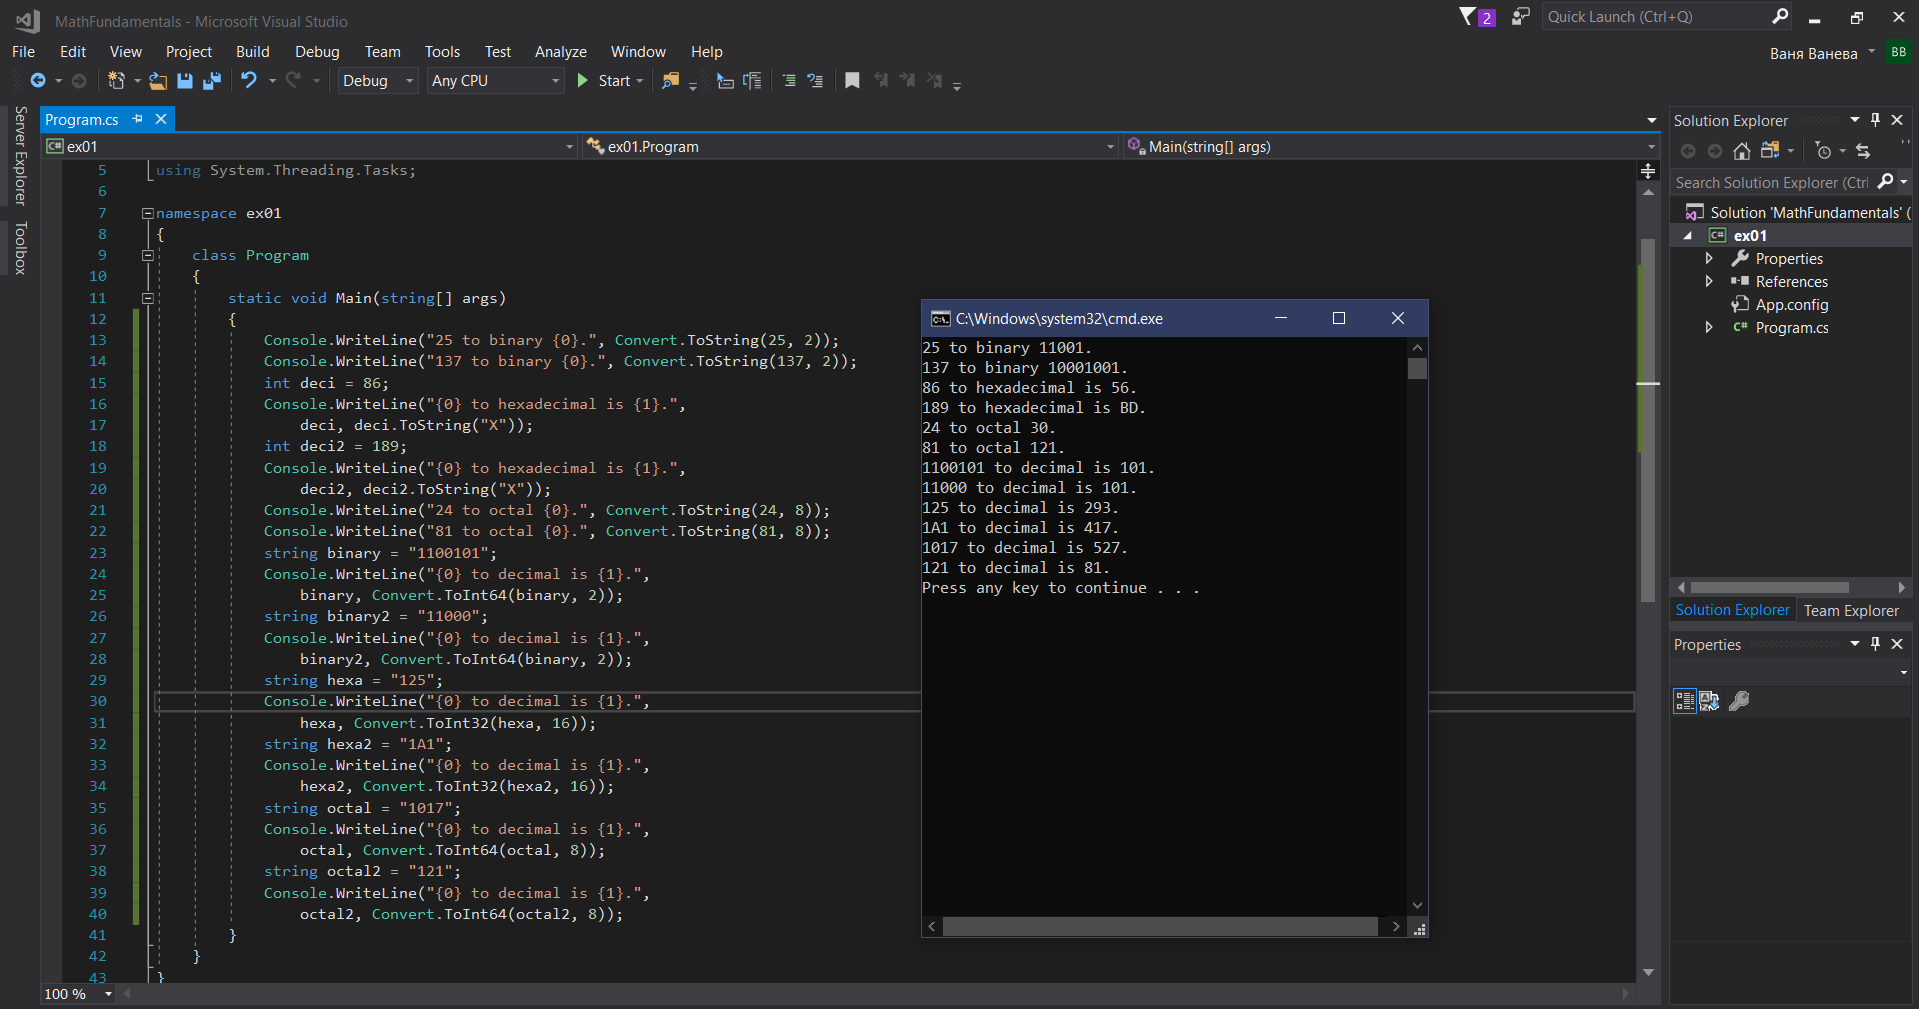 MathFundamentals - Microsoft Visual Studio
2
Quick Launch (Ctrl+Q)
File Edit View Project Build Debug Team Tools Test Analyze Window Help
Ваня Ванева
ВВ
Debug Any CPU Start
Server Explorer
Toolbox
Program.cs
C# ex01 ex01.Program Main(string[] args)
5 using System.Threading.Tasks;
6
7 namespace ex01
8 {
9 class Program
10 {
11 static void Main(string[] args)
12 {
13 Console.WriteLine("25 to binary {0}.", Convert.ToString(25, 2));
14 Console.WriteLine("137 to binary {0}.", Convert.ToString(137, 2));
15 int deci = 86;
16 Console.WriteLine("{0} to hexadecimal is {1}.",
17 deci, deci.ToString("X"));
18 int deci2 = 189;
19 Console.WriteLine("{0} to hexadecimal is {1}.",
20 deci2, deci2.ToString("X"));
21 Console.WriteLine("24 to octal {0}.", Convert.ToString(24, 8));
22 Console.WriteLine("81 to octal {0}.", Convert.ToString(81, 8));
23 string binary = "1100101";
24 Console.WriteLine("{0} to decimal is {1}.",
25 binary, Convert.ToInt64(binary, 2));
26 string binary2 = "11000";
27 Console.WriteLine("{0} to decimal is {1}.",
28 binary2, Convert.ToInt64(binary, 2));
29 string hexa = "125";
30 Console.WriteLine("{0} to decimal is {1}.",
31 hexa, Convert.ToInt32(hexa, 16));
32 string hexa2 = "1A1";
33 Console.WriteLine("{0} to decimal is {1}.",
34 hexa2, Convert.ToInt32(hexa2, 16));
35 string octal = "1017";
36 Console.WriteLine("{0} to decimal is {1}.",
37 octal, Convert.ToInt64(octal, 8));
38 string octal2 = "121";
39 Console.WriteLine("{0} to decimal is {1}.",
40 octal2, Convert.ToInt64(octal2, 8));
41 }
42 }
43 }
100 %
C:\Windows\system32\cmd.exe
25 to binary 11001.
137 to binary 10001001.
86 to hexadecimal is 56.
189 to hexadecimal is BD.
24 to octal 30.
81 to octal 121.
1100101 to decimal is 101.
11000 to decimal is 101.
125 to decimal is 293.
1A1 to decimal is 417.
1017 to decimal is 527.
121 to decimal is 81.
Press any key to continue . . .
Solution Explorer
Search Solution Explorer (Ctrl
Solution 'MathFundamentals' (
C# ex01
Properties
References
App.config
C# Program.cs
Solution Explorer Team Explorer
Properties